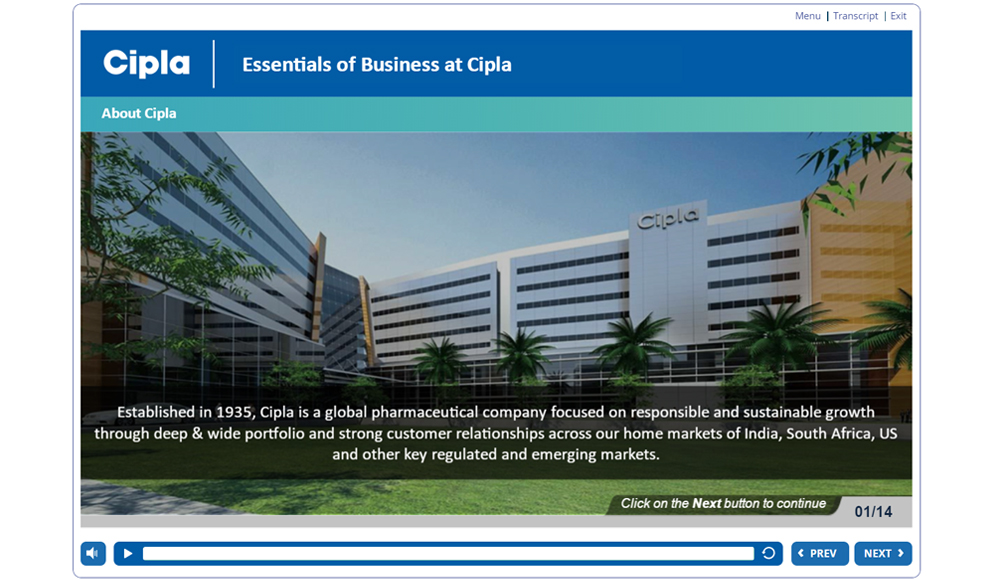 Menu | Transcript | Exit
Cipla
Essentials of Business at Cipla
About Cipla
Cipla
Established in 1935, Cipla is a global pharmaceutical company focused on responsible and sustainable growth
through deep & wide portfolio and strong customer relationships across our home markets of India, South Africa, US
and other key regulated and emerging markets.
Click on the Next button to continue
01/14
PREV
NEXT